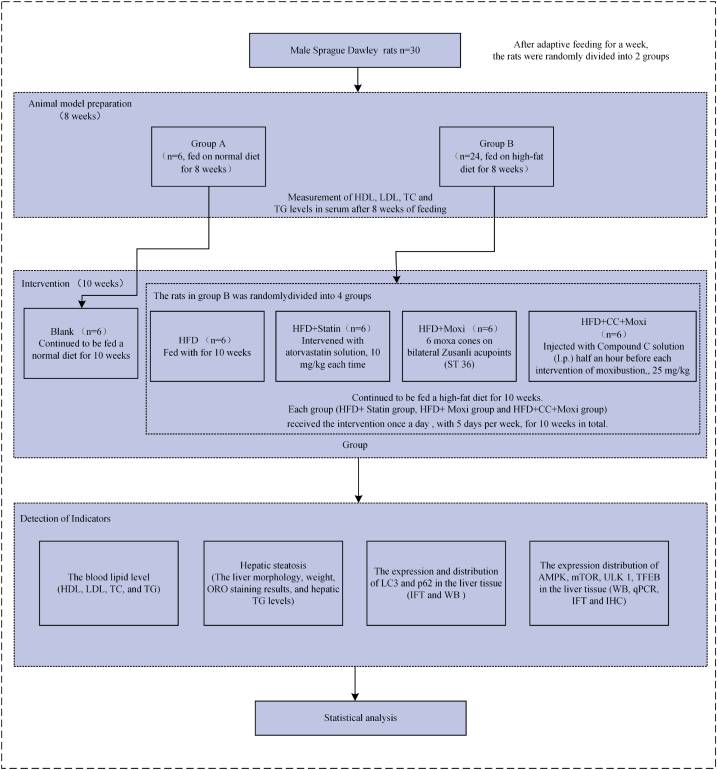 Male Sprague Dawley rats n=30
After adaptive feeding for a week,
the rats were randomly divided into 2 groups
Animal model preparation
（8 weeks）
Group A
（n=6, fed on normal diet
for 8 weeks）
Group B
（n=24, fed on high-fat
diet for 8 weeks）
Measurement of HDL, LDL, TC and
TG levels in serum after 8 weeks of feeding
Intervention （10 weeks）
The rats in group B was randomlydivided into 4 groups
Blank （n=6）
Continued to be fed a
normal diet for 10 weeks
HFD （n=6）
Fed with for 10 weeks
HFD+Statin （n=6）
Intervened with
atorvastatin solution, 10
mg/kg each time
HFD+Moxi （n=6）
6 moxa cones on
bilateral Zusanli acupoints
(ST 36)
HFD+CC+Moxi
（n=6）
Injected with Compound C solution
(I.p.) half an hour before each
intervention of moxibustion,, 25 mg/kg
Continued to be fed a high-fat diet for 10 weeks.
Each group (HFD+ Statin group, HFD+ Moxi group and HFD+CC+Moxi group)
received the intervention once a day , with 5 days per week, for 10 weeks in total.
Group
Detection of Indicators
The blood lipid level
(HDL, LDL, TC, and TG)
Hepatic steatosis
(The liver morphology, weight,
ORO staining results, and hepatic
TG levels)
The expression and distribution
of LC3 and p62 in the liver tissue
(IFT and WB )
The expression distribution of
AMPK, mTOR, ULK 1, TFEB
in the liver tissue (WB, qPCR,
IFT and IHC)
Statistical analysis